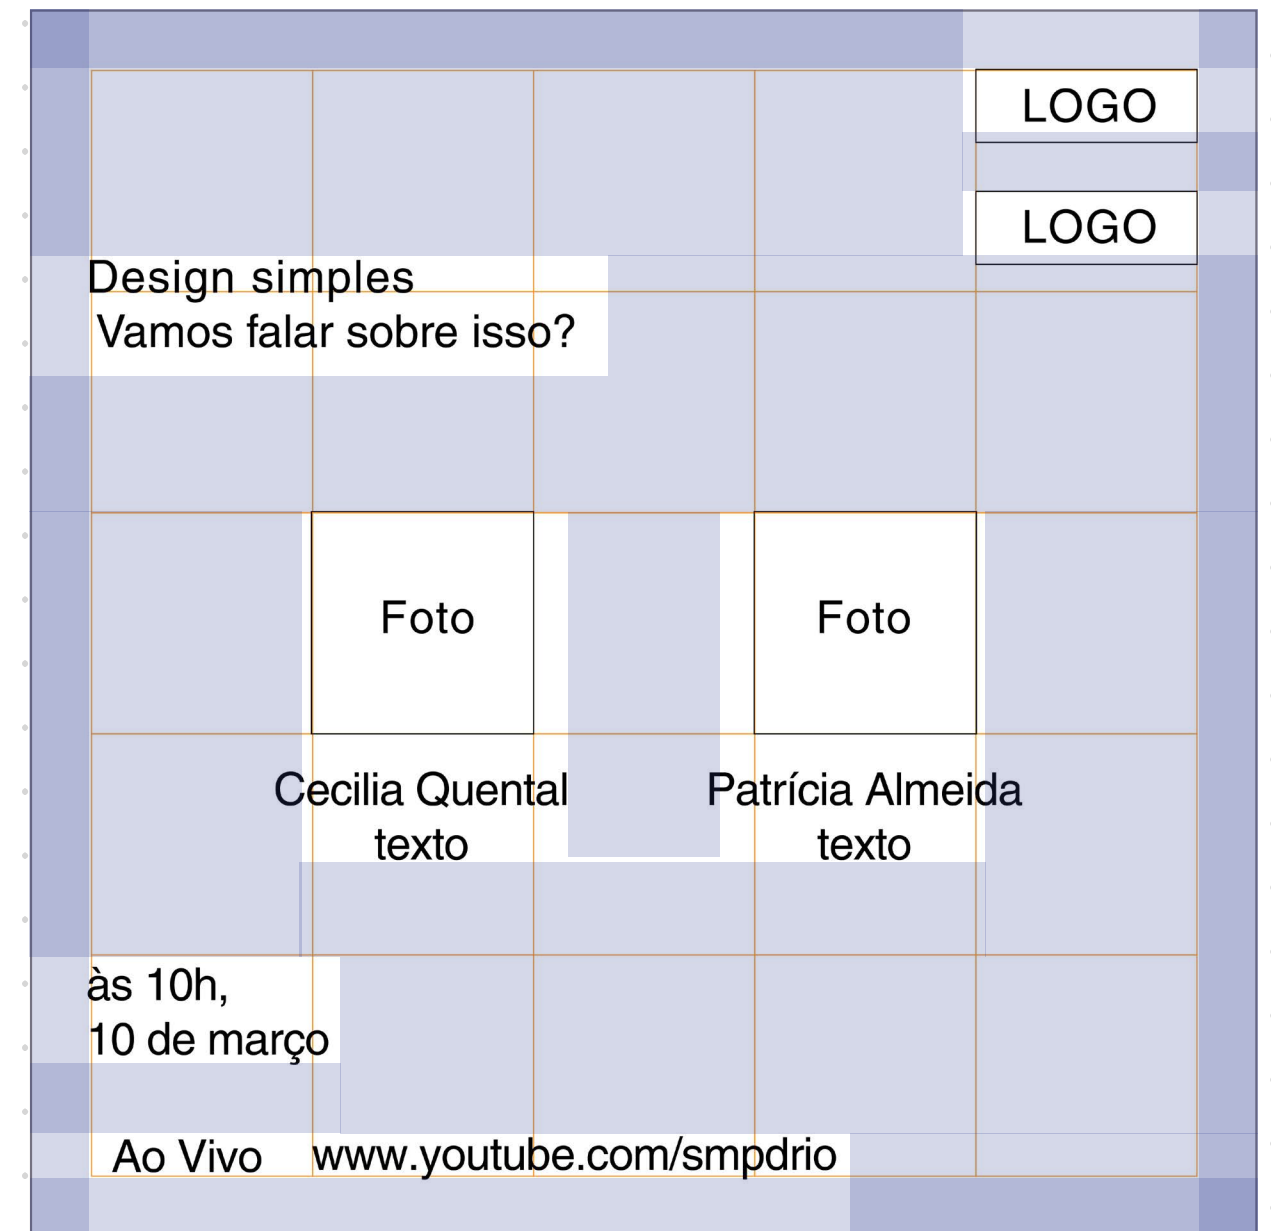 LOGO
LOGO
Design simples
Vamos falar sobre isso?
Foto
Foto
Cecilia Quental
texto
Patrícia Almeida
texto
às 10h,
10 de março
Ao Vivo www.youtube.com/smpdrio